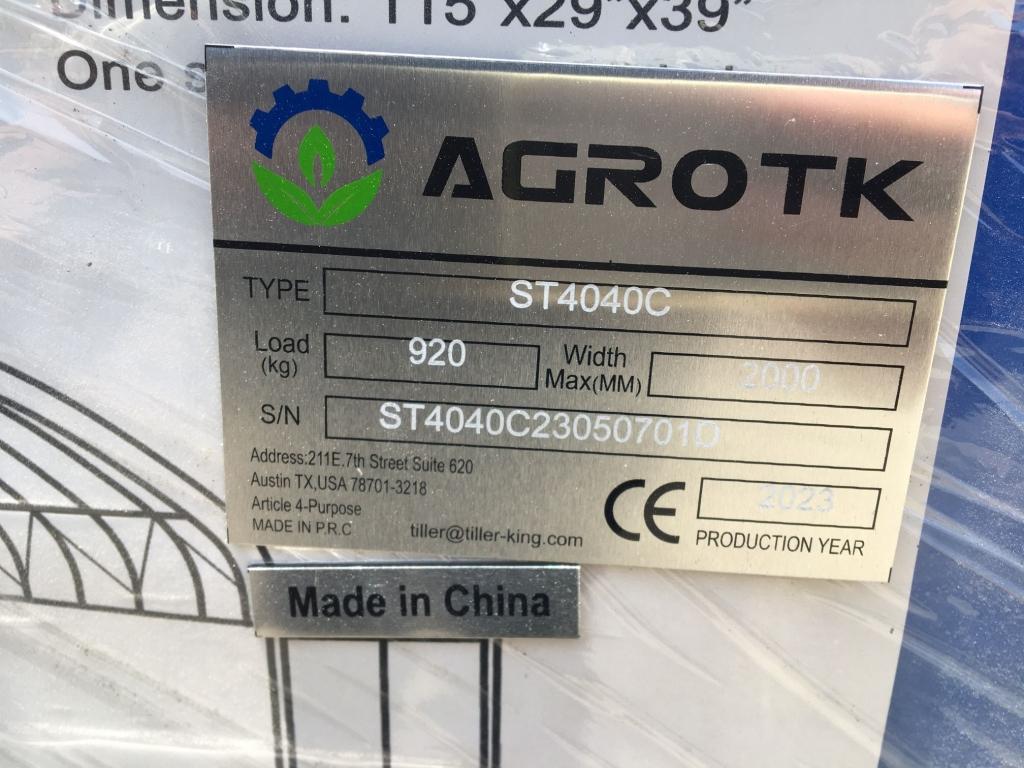 Dimension: 115"x29"x39"
One
AGROTK
TYPE ST4040C
Load (kg) 920 Width Max(MM) 2000
S/N ST4040C23050701D
Address:211E.7th Street Suite 620
Austin TX,USA 78701-3218
Article 4-Purpose
MADE IN P.R.C tiller@tiller-king.com
CE 2023
PRODUCTION YEAR
Made in China